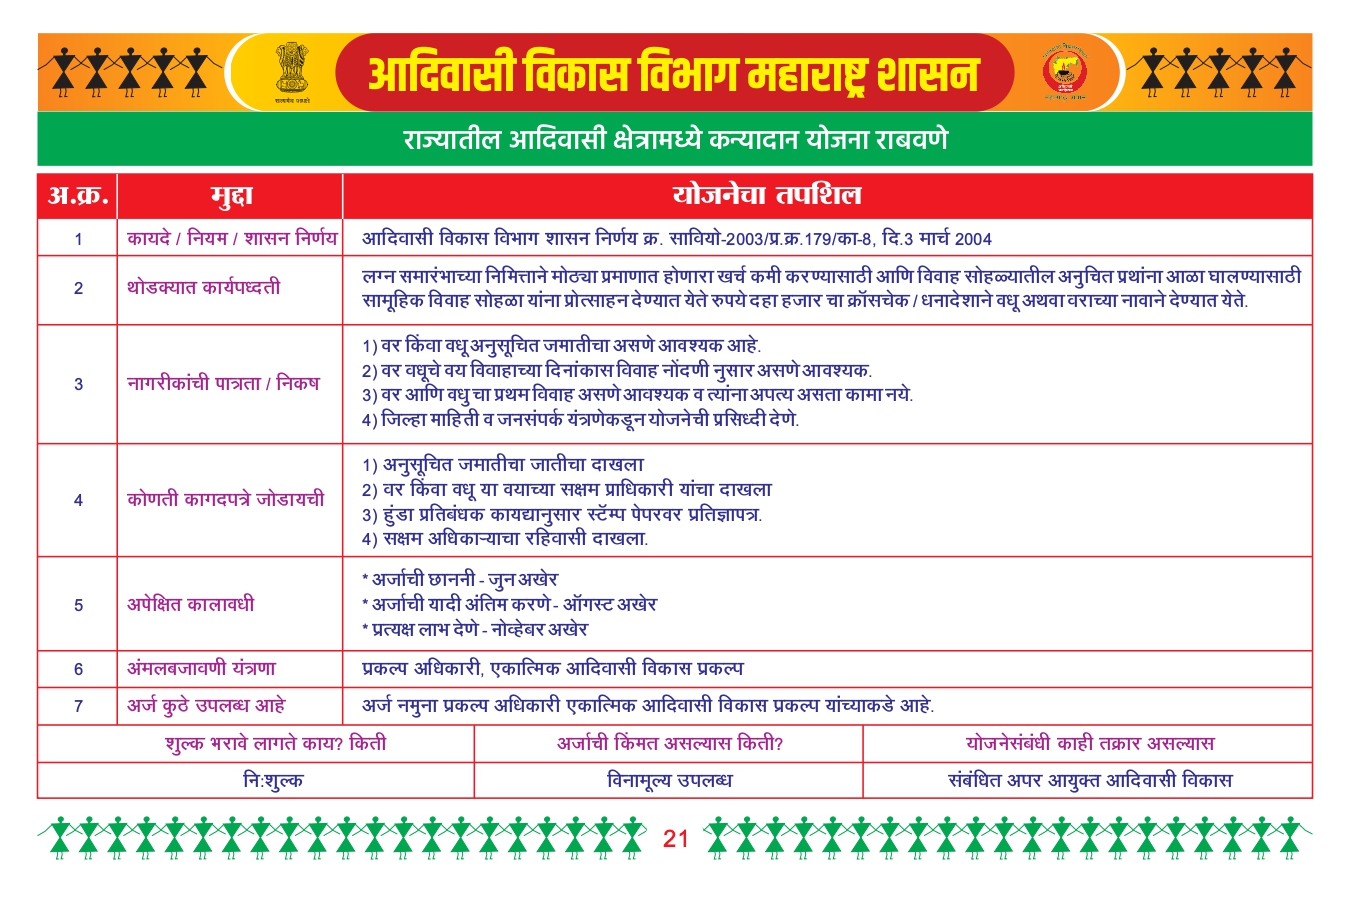 सत्यमेव जयते
आदिवासी विकास विभाग महाराष्ट्र शासन
राज्यातील आदिवासी क्षेत्रामध्ये कन्यादान योजना राबवणे
अ.क्र. मुद्दा योजनेचा तपशिल
1 कायदे / नियम / शासन निर्णय आदिवासी विकास विभाग शासन निर्णय क्र. सावियो-2003/प्र.क्र.179/का-8, दि.3 मार्च 2004
2 थोडक्यात कार्यपध्दती
लग्न समारंभाच्या निमित्ताने मोठ्या प्रमाणात होणारा खर्च कमी करण्यासाठी आणि विवाह सोहळ्यातील अनुचित प्रथांना आळा घालण्यासाठी
सामूहिक विवाह सोहळा यांना प्रोत्साहन देण्यात येते रुपये दहा हजार चा क्रॉसचेक / धनादेशाने वधू अथवा वराच्या नावाने देण्यात येते.
3 नागरीकांची पात्रता / निकष
1) वर किंवा वधू अनुसूचित जमातीचा असणे आवश्यक आहे.
2) वर वधूचे वय विवाहाच्या दिनांकास विवाह नोंदणी नुसार असणे आवश्यक.
3) वर आणि वधु चा प्रथम विवाह असणे आवश्यक व त्यांना अपत्य असता कामा नये.
4) जिल्हा माहिती व जनसंपर्क यंत्रणेकडून योजनेची प्रसिध्दी देणे.
4 कोणती कागदपत्रे जोडायची
1) अनुसूचित जमातीचा जातीचा दाखला
2) वर किंवा वधू या वयाच्या सक्षम प्राधिकारी यांचा दाखला
3) हुंडा प्रतिबंधक कायद्यानुसार स्टॅम्प पेपरवर प्रतिज्ञापत्र.
4) सक्षम अधिकाऱ्याचा रहिवासी दाखला.
5 अपेक्षित कालावधी
* अर्जाची छाननी - जुन अखेर
* अर्जाची यादी अंतिम करणे - ऑगस्ट अखेर
* प्रत्यक्ष लाभ देणे - नोव्हेबर अखेर
6 अंमलबजावणी यंत्रणा प्रकल्प अधिकारी, एकात्मिक आदिवासी विकास प्रकल्प
7 अर्ज कुठे उपलब्ध आहे अर्ज नमुना प्रकल्प अधिकारी एकात्मिक आदिवासी विकास प्रकल्प यांच्याकडे आहे.
शुल्क भरावे लागते काय? किती अर्जाची किंमत असल्यास किती? योजनेसंबंधी काही तक्रार असल्यास
नि:शुल्क विनामूल्य उपलब्ध संबंधित अपर आयुक्त आदिवासी विकास
21